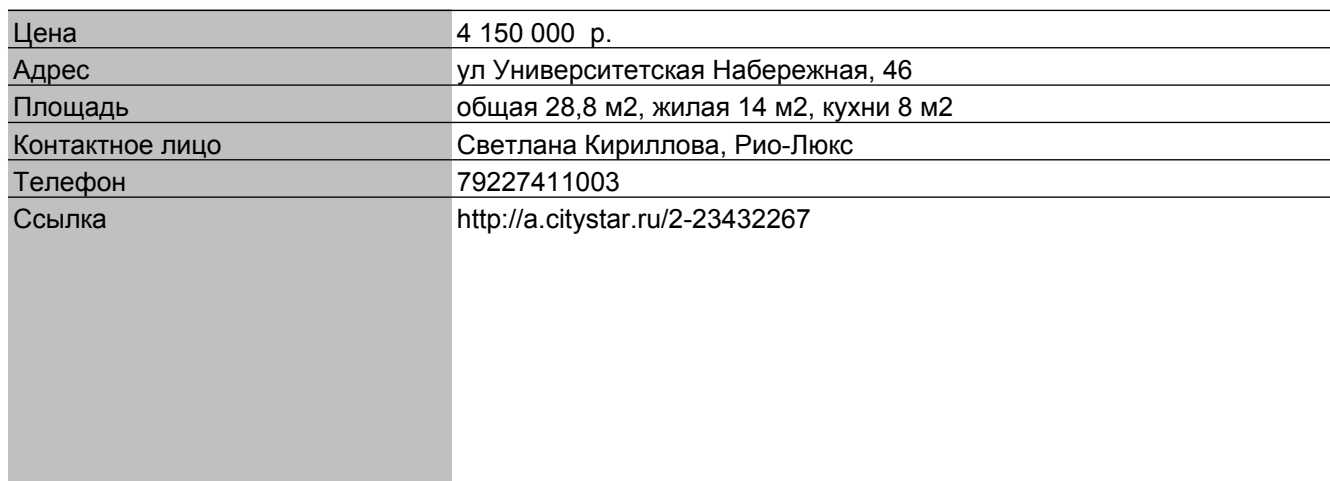 Цена 4 150 000 р.
Адрес ул Университетская Набережная, 46
Площадь общая 28,8 м2, жилая 14 м2, кухни 8 м2
Контактное лицо Светлана Кириллова, Рио-Люкс
Телефон 79227411003
Ссылка http://a.citystar.ru/2-23432267